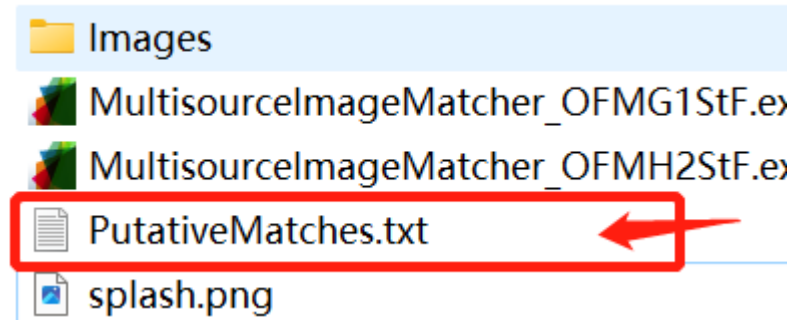 Images
MultisourceImageMatcher_OFMG1StF.ex
MultisourceImageMatcher_OFMH2StF.ex
PutativeMatches.txt
splash.png